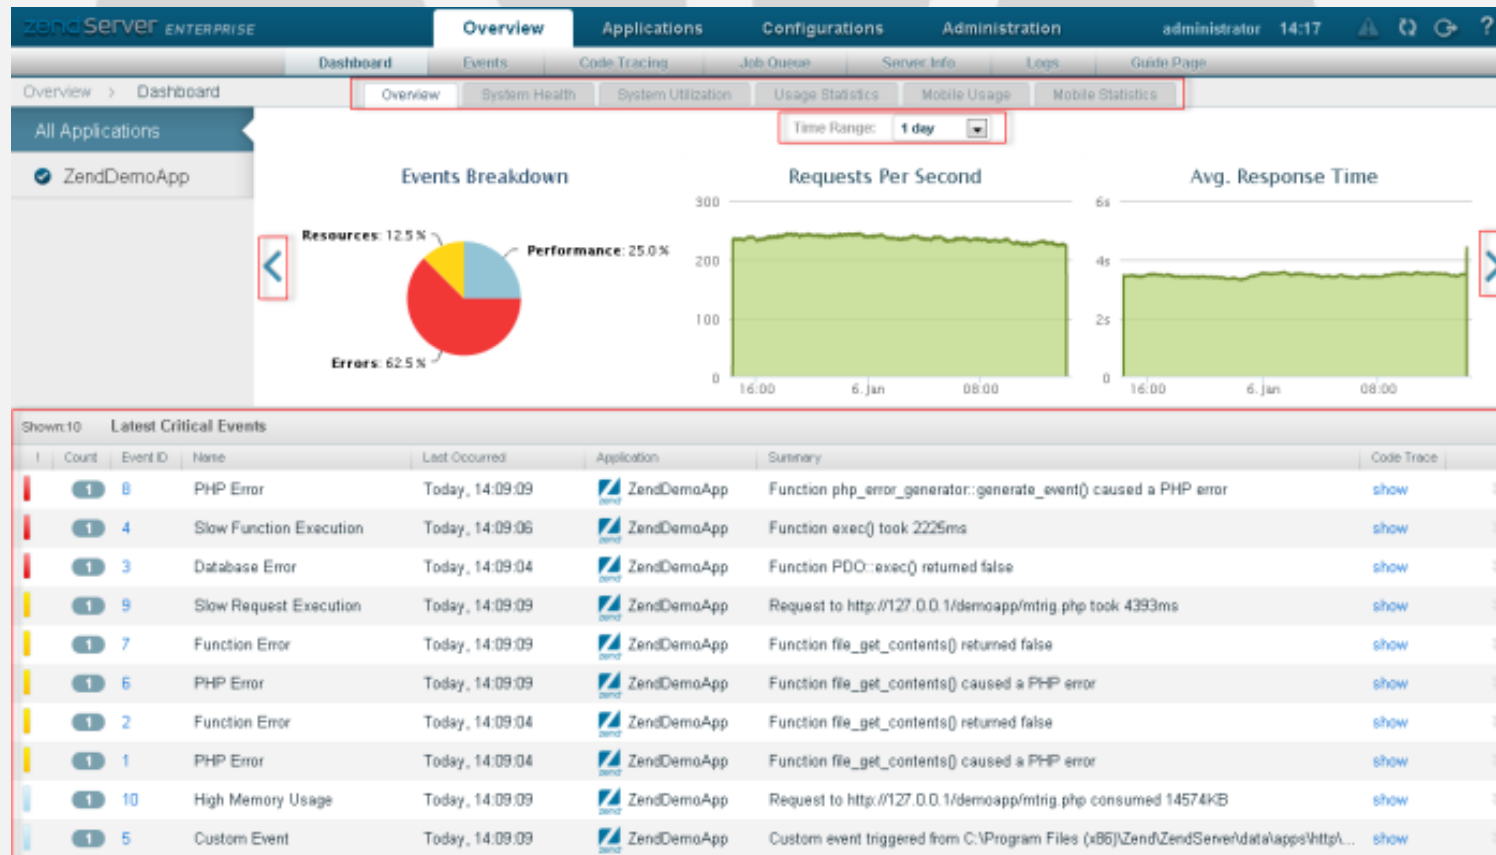 zendServer ENTERPRISE Overview Applications Configurations Administration administrator 14:17 ?
Dashboard Events Code Tracing Job Queue Server Info Logs Guide Page
Overview > Dashboard Overview System Health System Utilization Usage Statistics Mobile Usage Mobile Statistics
All Applications Time Range: 1 day
ZendDemoApp
Events Breakdown
Resources: 12.5 %
Performance: 25.0 %
Errors: 62.5 %
Requests Per Second
300
200
100
0
16:00 6. Jan 08:00
Avg. Response Time
6s
4s
2s
0
16:00 6. Jan 08:00
Shown:10 Latest Critical Events
! Count Event ID Name Last Occurred Application Summary Code Trace
1 8 PHP Error Today, 14:09:09 zend ZendDemoApp Function php_error_generator::generate_event() caused a PHP error show
1 4 Slow Function Execution Today, 14:09:06 zend ZendDemoApp Function exec() took 2225ms show
1 3 Database Error Today, 14:09:04 zend ZendDemoApp Function PDO::exec() returned false show
1 9 Slow Request Execution Today, 14:09:09 zend ZendDemoApp Request to http://127.0.0.1/demoapp/mtrig.php took 4393ms show
1 7 Function Error Today, 14:09:09 zend ZendDemoApp Function file_get_contents() returned false show
1 6 PHP Error Today, 14:09:09 zend ZendDemoApp Function file_get_contents() caused a PHP error show
1 2 Function Error Today, 14:09:04 zend ZendDemoApp Function file_get_contents() returned false show
1 1 PHP Error Today, 14:09:04 zend ZendDemoApp Function file_get_contents() caused a PHP error show
1 10 High Memory Usage Today, 14:09:09 zend ZendDemoApp Request to http://127.0.0.1/demoapp/mtrig.php consumed 14574KB show
1 5 Custom Event Today, 14:09:09 zend ZendDemoApp Custom event triggered from C:\Program Files (x86)\Zend\ZendServer\data\apps\http\... show